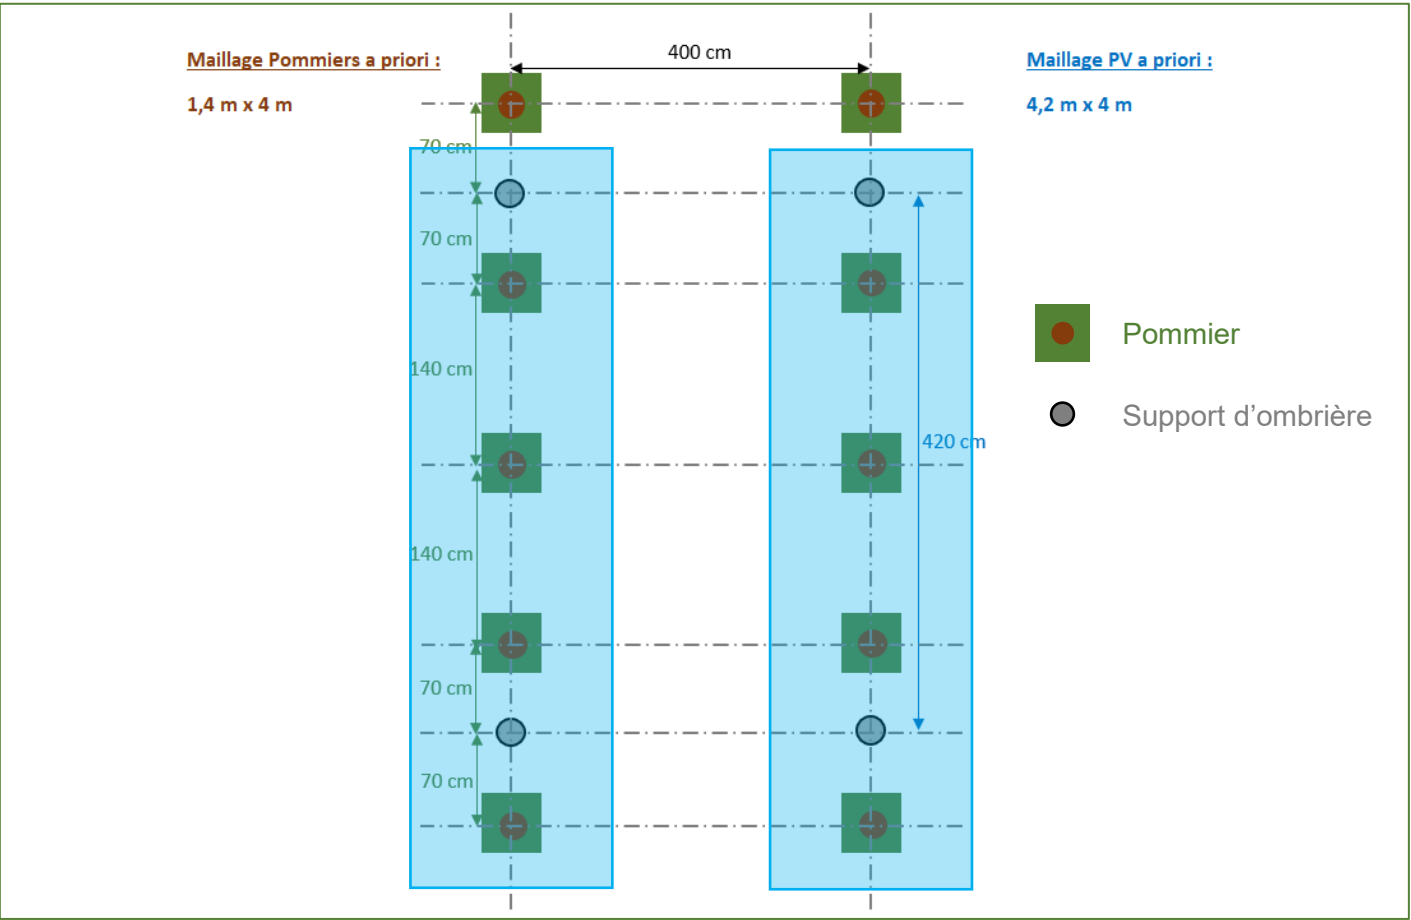 400 cm
Maillage Pommiers a priori :
1,4 m x 4 m
Maillage PV a priori :
4,2 m x 4 m
70 cm
70 cm
140 cm
140 cm
70 cm
70 cm
420 cm
Pommier
Support d’ombrière